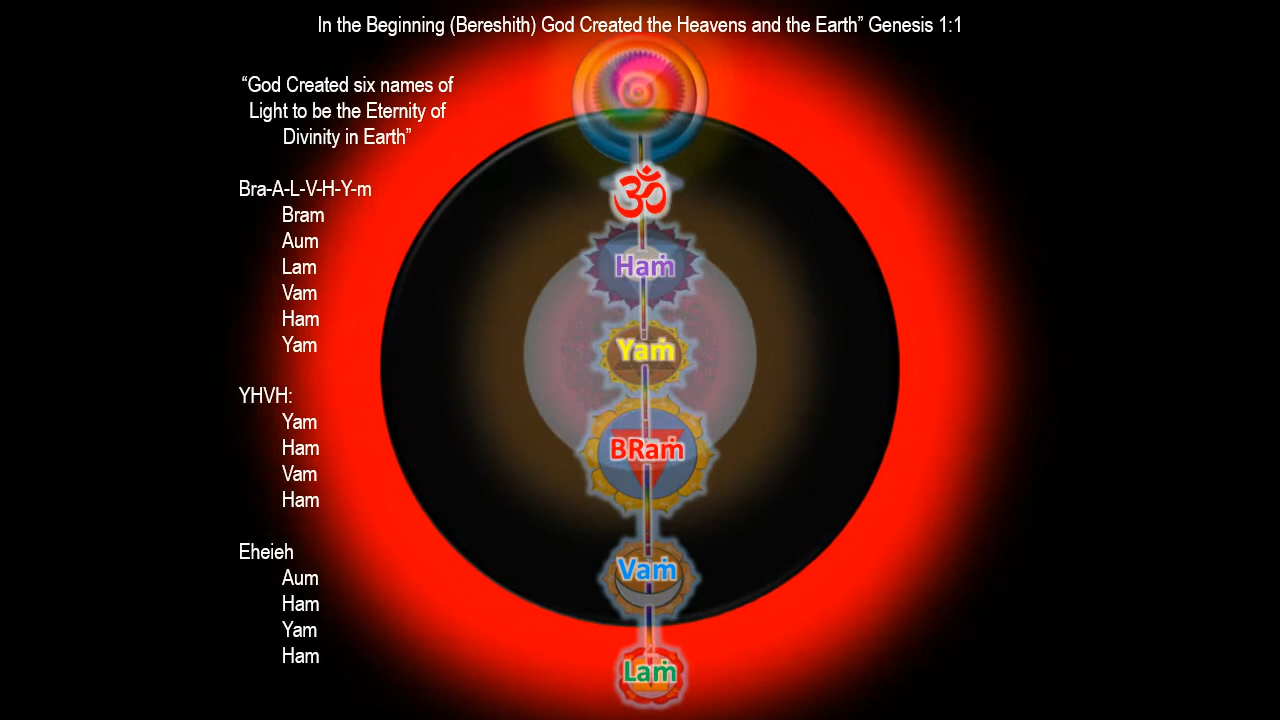 In the Beginning (Bereshith) God Created the Heavens and the Earth” Genesis 1:1
“God Created six names of
Light to be the Eternity of
Divinity in Earth”
Bra-A-L-V-H-Y-m
Bram
Aum
Lam
Vam
Ham
Yam
YHVH:
Yam
Ham
Vam
Ham
Eheieh
Aum
Ham
Yam
Ham
ॐ
Haṁ
Yaṁ
BRaṁ
Vaṁ
Laṁ